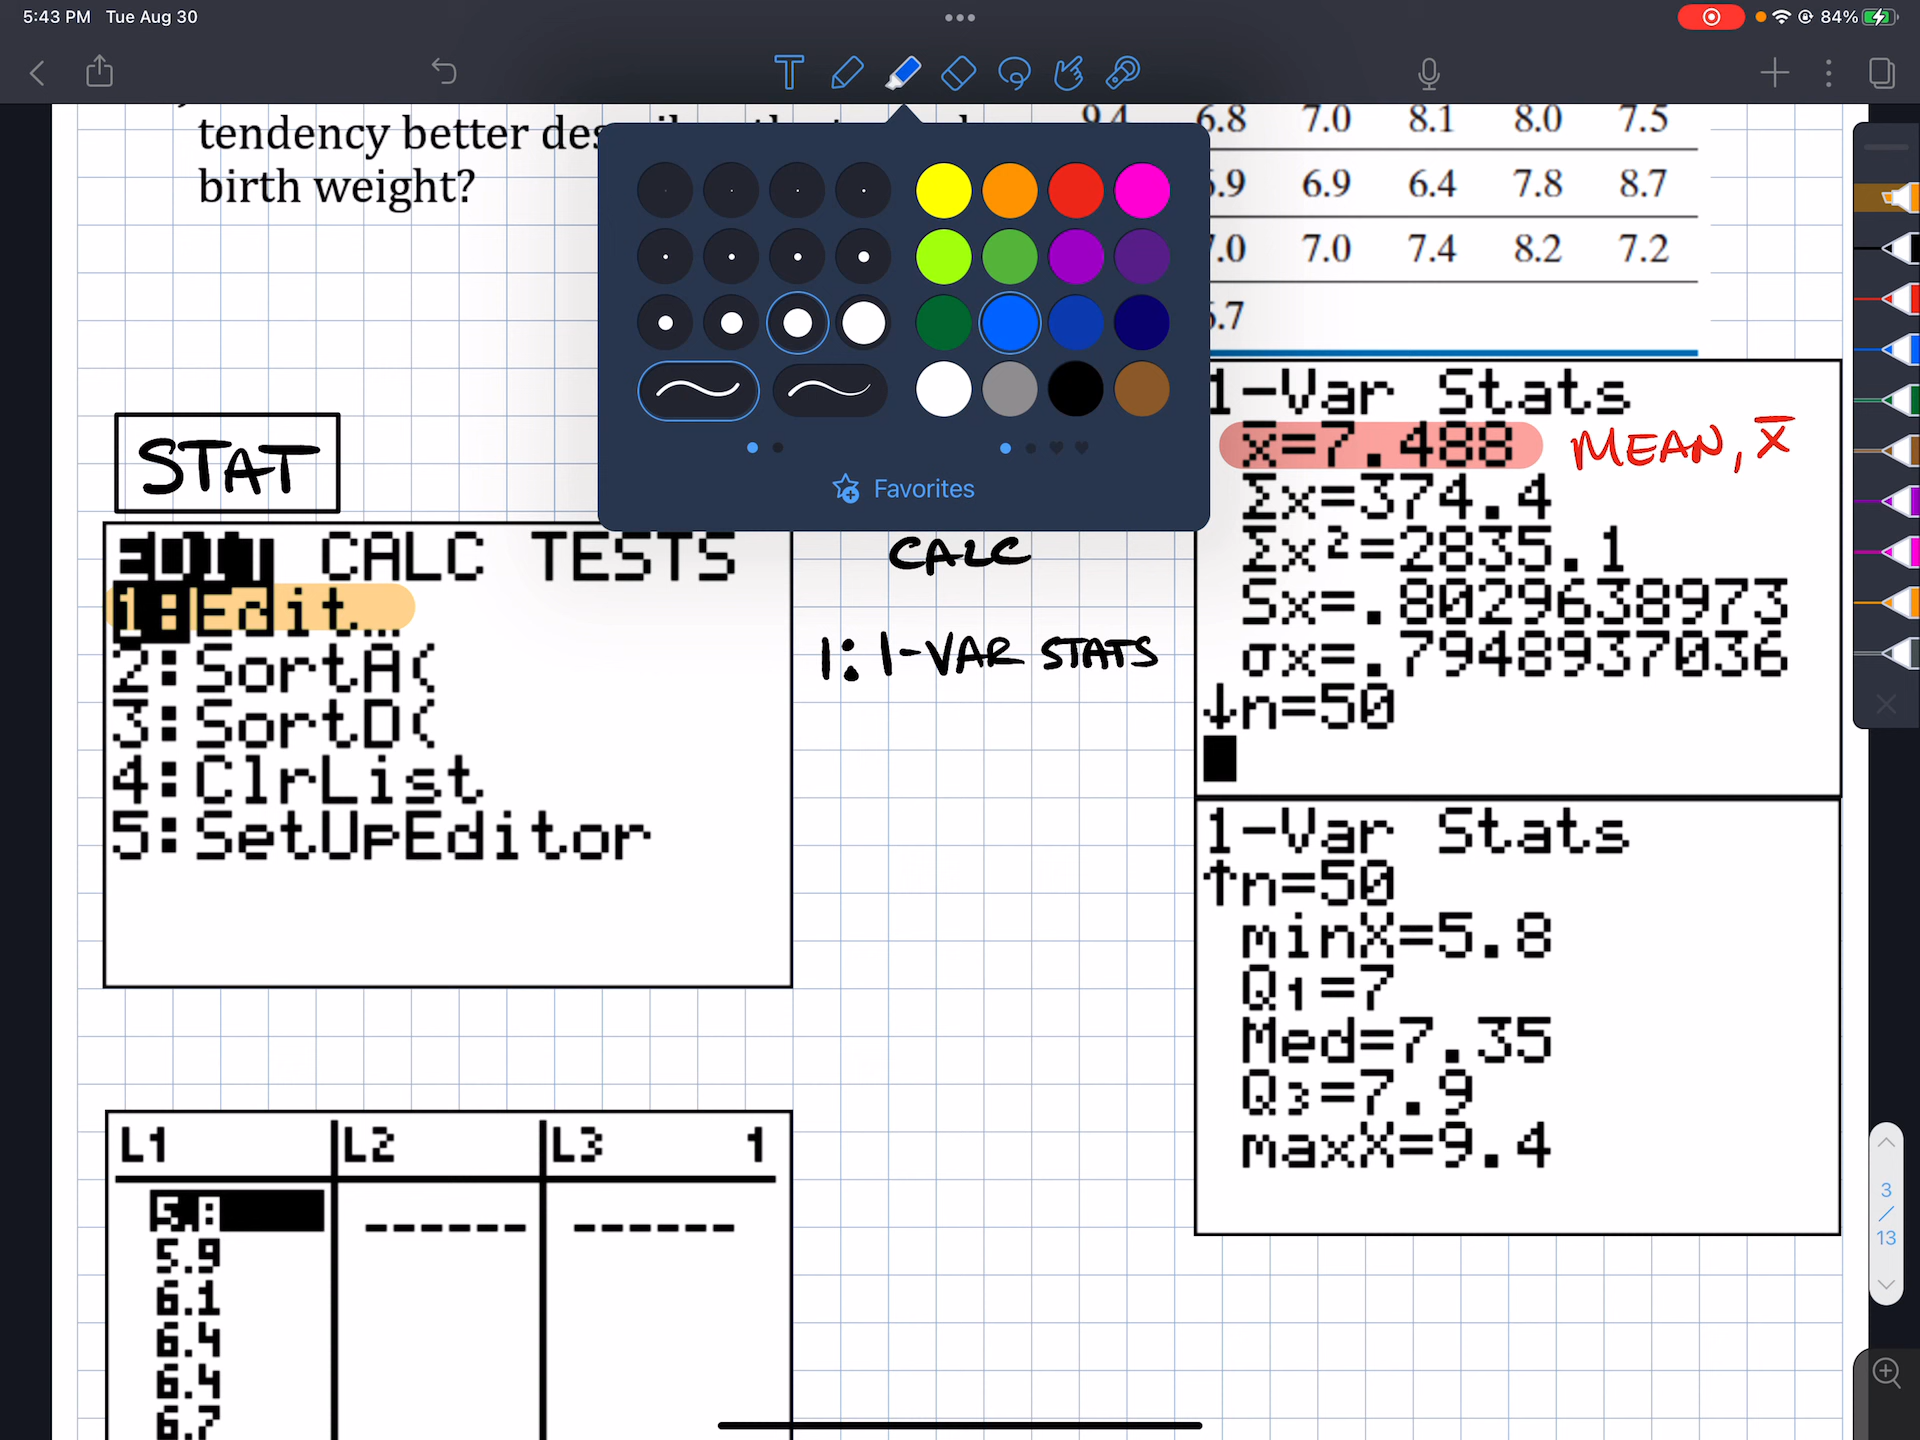 5:43 PM Tue Aug 30
84%
tendency better des
birth weight?
9.4 6.8 7.0 8.1 8.0 7.5
6.9 6.4 7.8 8.7
7.0 7.4 8.2 7.2
Favorites
STAT
CALC TESTS
1:Edit…
2:SortA(
3:SortD(
4:ClrList
5:SetUpEditor
CALC
1: 1-VAR STATS
1-Var Stats
x̄=7.488
MEAN, x̄
Σx=374.4
Σx²=2835.1
Sx=.8029638973
σx=.7948937036
↓n=50
1-Var Stats
↑n=50
minX=5.8
Q₁=7
Med=7.35
Q₃=7.9
maxX=9.4
L1 L2 L3 1
------ ------
5.9
6.1
6.4
6.4
6.7
3
/
13